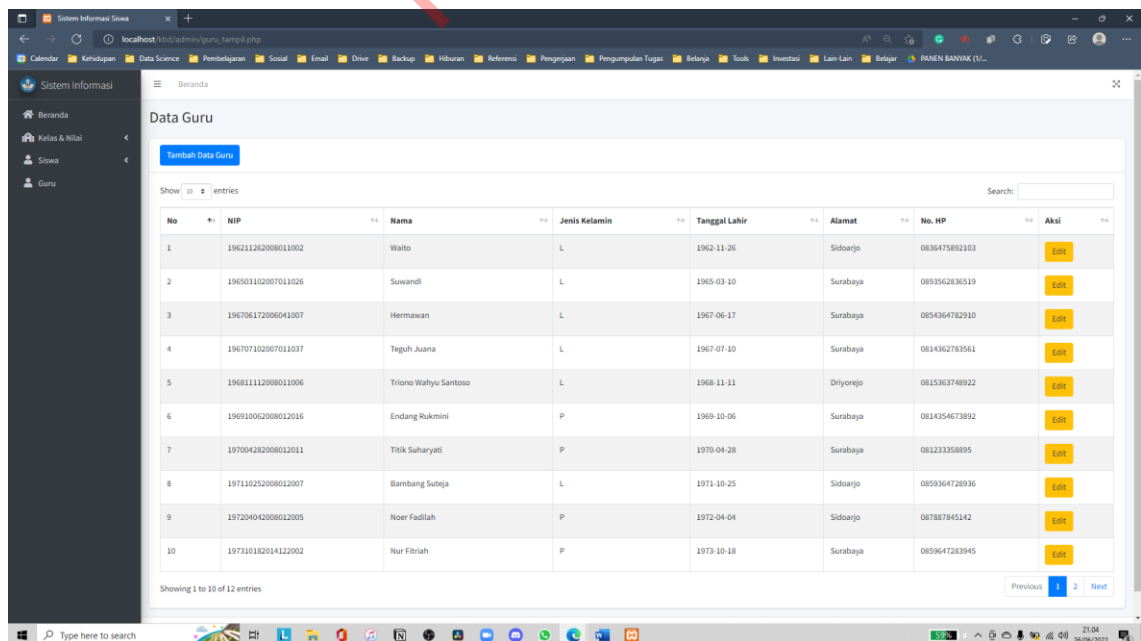 Sistem Informasi Siswa
localhost/kbd/admin/guru_tampil.php
Calendar Kehidupan Data Science Pembelajaran Sosial Email Drive Backup Hiburan Referensi Pengerjaan Pengumpulan Tugas Belanja Tools Investasi Lain-Lain Belajar PANEN BANYAK (1/...
Sistem Informasi
Beranda
Beranda
Kelas & Nilai
Siswa
Guru
Data Guru
Tambah Data Guru
Show 10 entries
Search:
No NIP Nama Jenis Kelamin Tanggal Lahir Alamat No. HP Aksi
1 196211262008011002 Waito L 1962-11-26 Sidoarjo 0836475892103 Edit
2 196503102007011026 Suwandi L 1965-03-10 Surabaya 0893562836519 Edit
3 196706172006041007 Hermawan L 1967-06-17 Surabaya 0854364782910 Edit
4 196707102007011037 Teguh Juana L 1967-07-10 Surabaya 0814362783561 Edit
5 196811112008011006 Triono Wahyu Santoso L 1968-11-11 Driyorejo 0815363748922 Edit
6 196910062008012016 Endang Rukmini P 1969-10-06 Surabaya 0814354673892 Edit
7 197004282008012011 Titik Suharyati P 1970-04-28 Surabaya 081233358895 Edit
8 197110252008012007 Bambang Suteja L 1971-10-25 Sidoarjo 0859364728936 Edit
9 197204042008012005 Noer Fadilah P 1972-04-04 Sidoarjo 087887845142 Edit
10 197310182014122002 Nur Fitriah P 1973-10-18 Surabaya 0859647283945 Edit
Showing 1 to 10 of 12 entries
Previous 1 2 Next
Type here to search
59%
21.04